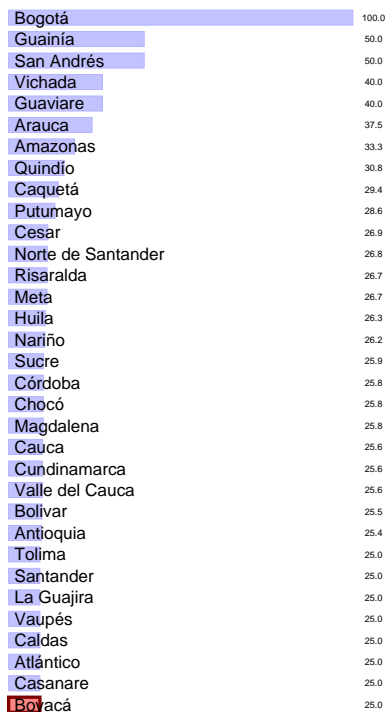 Bogotá 100.0
Guainía 50.0
San Andrés 50.0
Vichada 40.0
Guaviare 40.0
Arauca 37.5
Amazonas 33.3
Quindío 30.8
Caquetá 29.4
Putumayo 28.6
Cesar 26.9
Norte de Santander 26.8
Risaralda 26.7
Meta 26.7
Huila 26.3
Nariño 26.2
Sucre 25.9
Córdoba 25.8
Chocó 25.8
Magdalena 25.8
Cauca 25.6
Cundinamarca 25.6
Valle del Cauca 25.6
Bolivar 25.5
Antioquia 25.4
Tolima 25.0
Santander 25.0
La Guajira 25.0
Vaupés 25.0
Caldas 25.0
Atlántico 25.0
Casanare 25.0
Boyacá 25.0